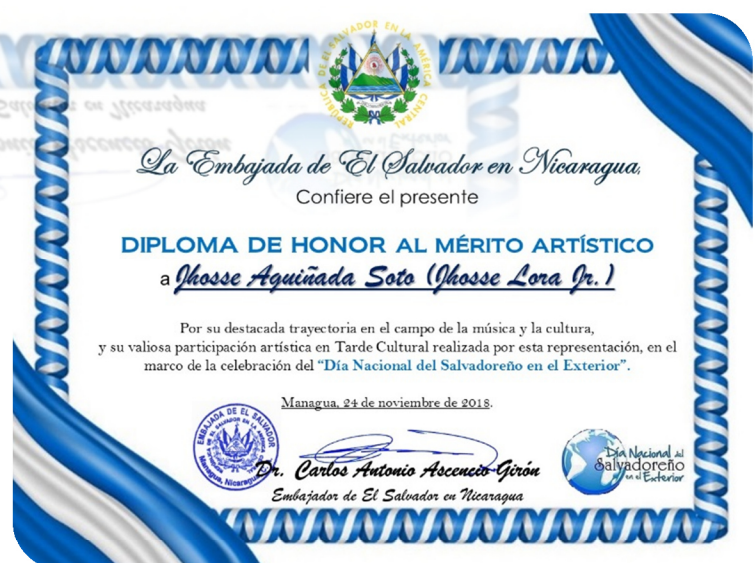 REPÚBLICA DE EL SALVADOR EN LA AMÉRICA CENTRAL
La Embajada de El Salvador en Nicaragua,
Confiere el presente
DIPLOMA DE HONOR AL MÉRITO ARTÍSTICO
a Jhosse Aguiñada Soto (Jhosse Lora Jr.)
Por su destacada trayectoria en el campo de la música y la cultura,
y su valiosa participación artística en Tarde Cultural realizada por esta representación, en el
marco de la celebración del "Día Nacional del Salvadoreño en el Exterior".
Managua, 24 de noviembre de 2018.
EMBAJADA DE EL SALVADOR
Managua, Nicaragua
Dr. Carlos Antonio Ascencio Girón
Embajador de El Salvador en Nicaragua
Día Nacional del
Salvadoreño
en el Exterior